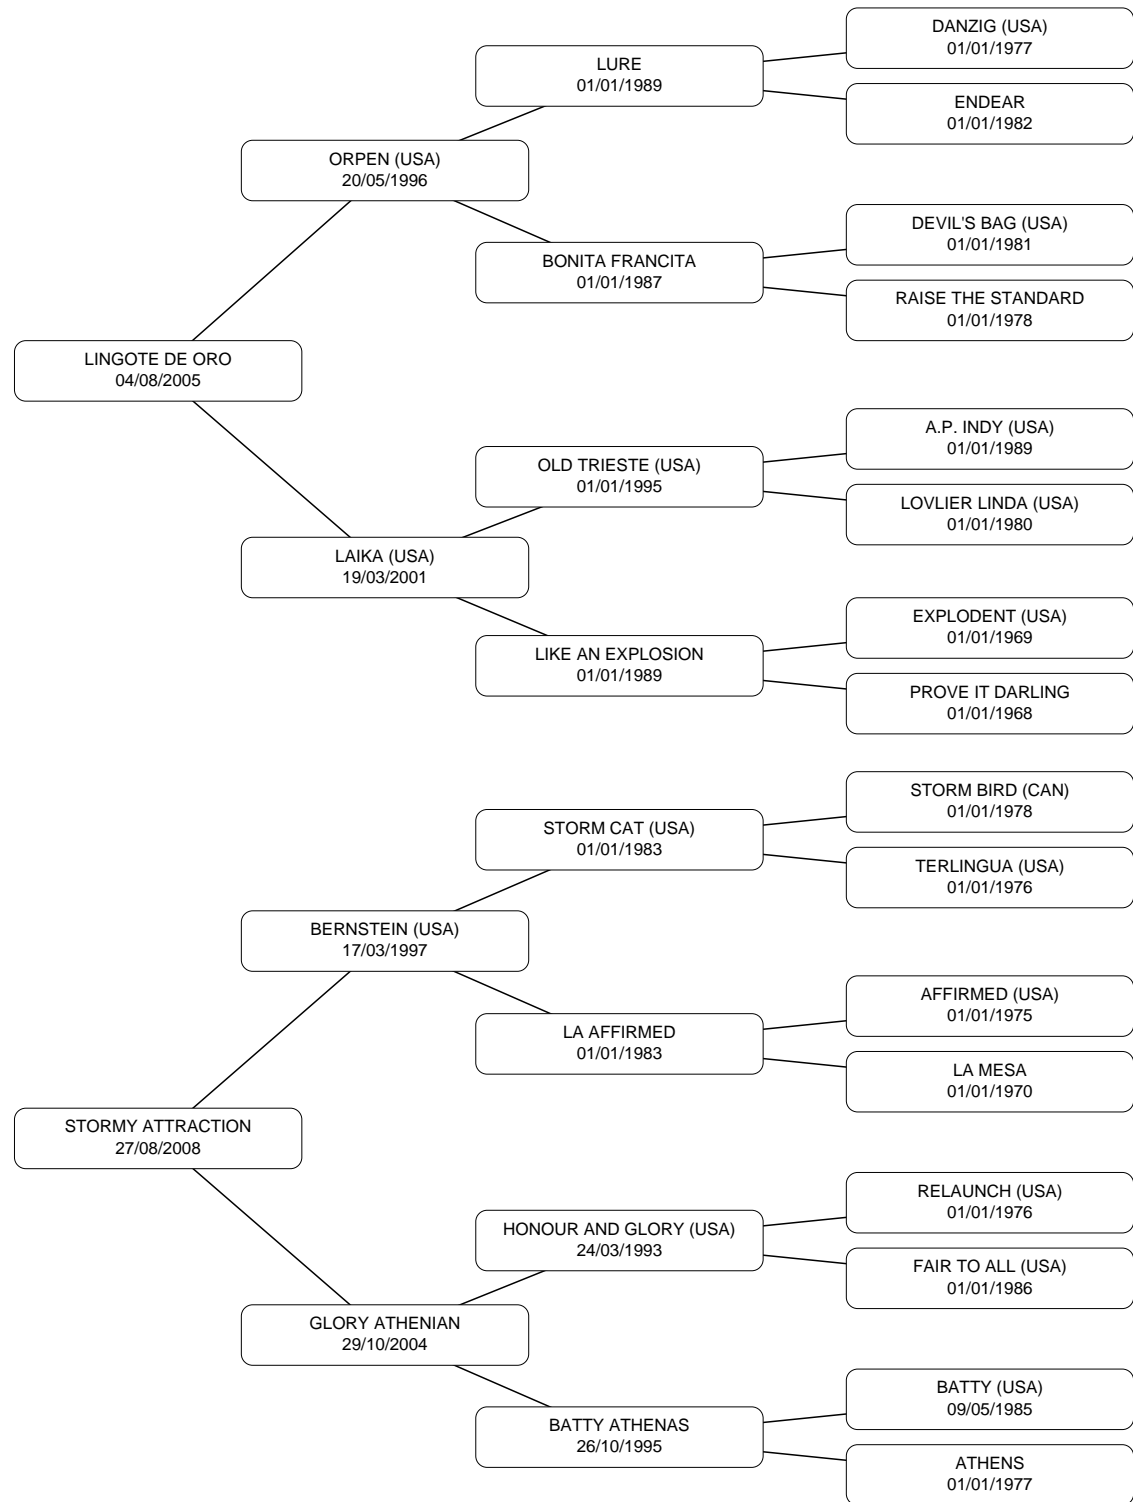 DANZIG (USA)
01/01/1977
LURE
01/01/1989
ENDEAR
01/01/1982
ORPEN (USA)
20/05/1996
DEVIL'S BAG (USA)
01/01/1981
BONITA FRANCITA
01/01/1987
RAISE THE STANDARD
01/01/1978
LINGOTE DE ORO
04/08/2005
A.P. INDY (USA)
01/01/1989
OLD TRIESTE (USA)
01/01/1995
LOVLIER LINDA (USA)
01/01/1980
LAIKA (USA)
19/03/2001
EXPLODENT (USA)
01/01/1969
LIKE AN EXPLOSION
01/01/1989
PROVE IT DARLING
01/01/1968
STORM BIRD (CAN)
01/01/1978
STORM CAT (USA)
01/01/1983
TERLINGUA (USA)
01/01/1976
BERNSTEIN (USA)
17/03/1997
AFFIRMED (USA)
01/01/1975
LA AFFIRMED
01/01/1983
LA MESA
01/01/1970
STORMY ATTRACTION
27/08/2008
RELAUNCH (USA)
01/01/1976
HONOUR AND GLORY (USA)
24/03/1993
FAIR TO ALL (USA)
01/01/1986
GLORY ATHENIAN
29/10/2004
BATTY (USA)
09/05/1985
BATTY ATHENAS
26/10/1995
ATHENS
01/01/1977